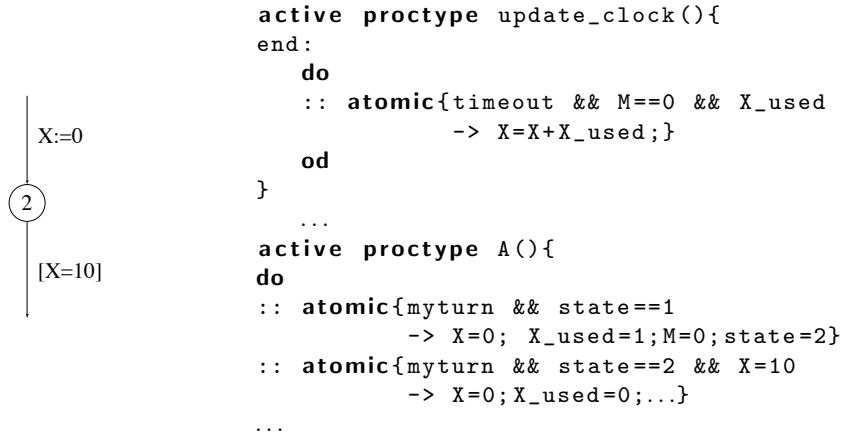 X:=0
2
[X=10]
active proctype update_clock(){
end:
do
:: atomic{timeout && M==0 && X_used
-> X=X+X_used;}
od
}
...
active proctype A(){
do
:: atomic{myturn && state==1
-> X=0; X_used=1;M=0;state=2}
:: atomic{myturn && state==2 && X=10
-> X=0;X_used=0;...}
...